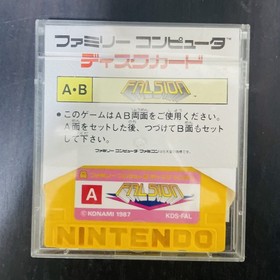 ファミリー コンピュータ
ディスクカード
A・B
FALSION
●このゲームはAB両面をご使用ください。
A面をセットした後、つづけてB面もセット
して下さい。
A
FALSION
© KONAMI 1987
KDS-FAL
NINTENDO